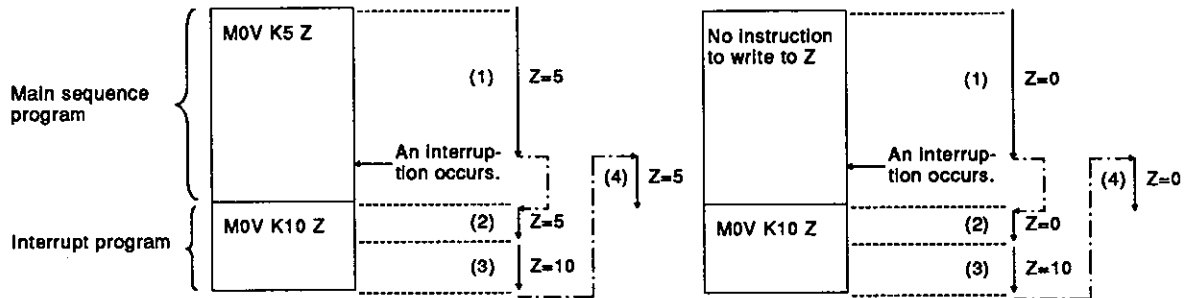 MOV K5 Z
(1)
Z=5
Main sequence
program
An interrup-
tion occurs.
(4)
Z=5
Interrupt program
MOV K10 Z
(2)
Z=5
(3)
Z=10
No instruction
to write to Z
(1)
Z=0
An interrup-
tion occurs.
(4)
Z=0
MOV K10 Z
(2)
Z=0
(3)
Z=10